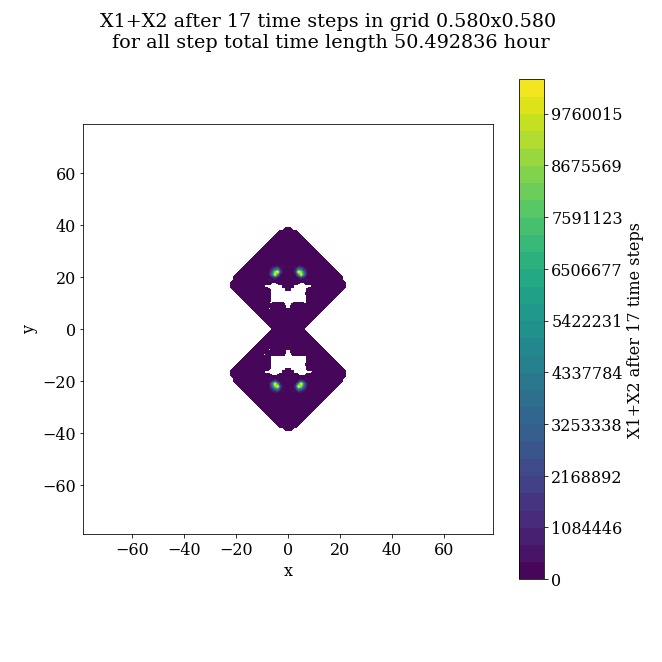 X1+X2 after 17 time steps in grid 0.580x0.580
for all step total time length 50.492836 hour
60
40
20
0
−20
−40
−60
y
−60 −40 −20 0 20 40 60
x
9760015
8675569
7591123
6506677
5422231
4337784
3253338
2168892
1084446
0
X1+X2 after 17 time steps